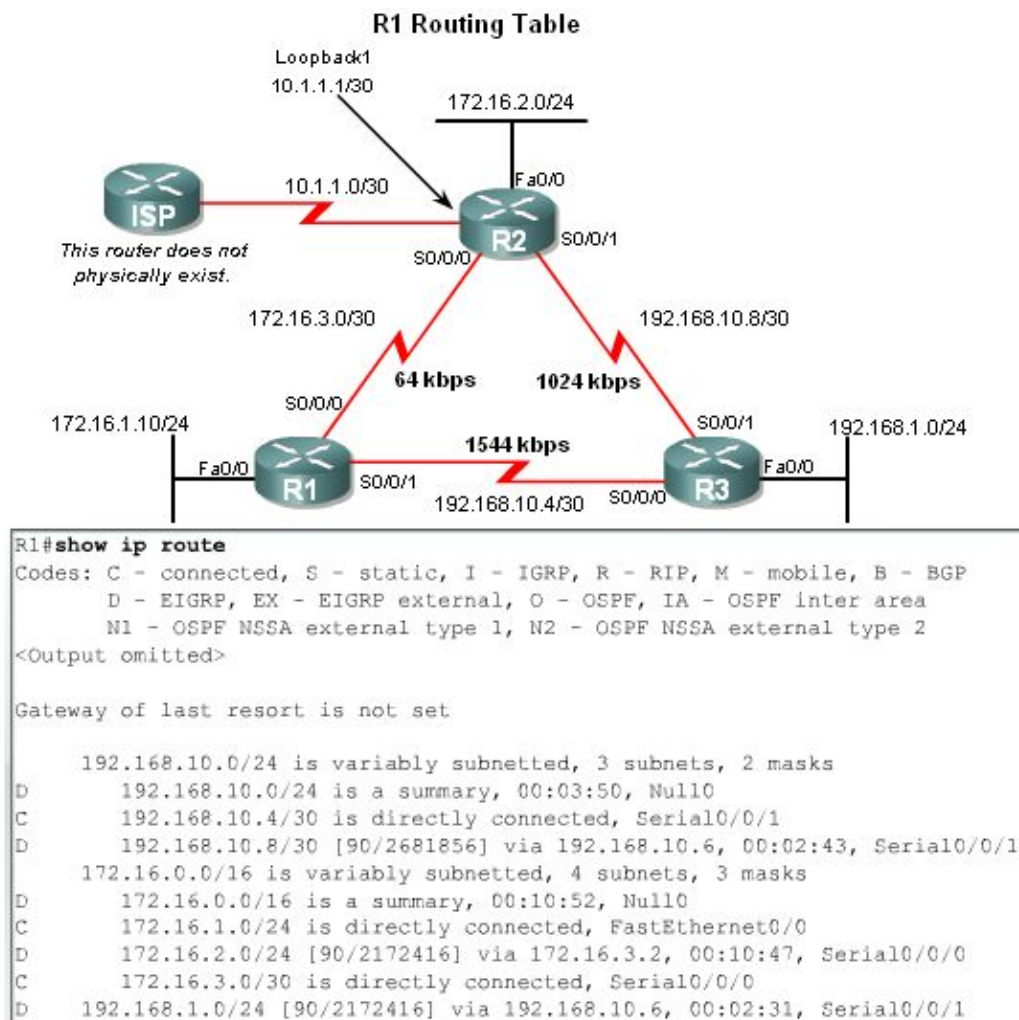 R1 Routing Table
Loopback1
10.1.1.1/30
172.16.2.0/24
10.1.1.0/30
Fa0/0
ISP
R2
This router does not
physically exist.
S0/0/0
S0/0/1
172.16.3.0/30
192.168.10.8/30
64 kbps
1024 kbps
S0/0/0
S0/0/1
172.16.1.10/24
1544 kbps
192.168.1.0/24
Fa0/0
R1
S0/0/1
S0/0/0
R3
Fa0/0
192.168.10.4/30
R1#show ip route
Codes: C - connected, S - static, I - IGRP, R - RIP, M - mobile, B - BGP
D - EIGRP, EX - EIGRP external, O - OSPF, IA - OSPF inter area
N1 - OSPF NSSA external type 1, N2 - OSPF NSSA external type 2
<Output omitted>
Gateway of last resort is not set
192.168.10.0/24 is variably subnetted, 3 subnets, 2 masks
D 192.168.10.0/24 is a summary, 00:03:50, Null0
C 192.168.10.4/30 is directly connected, Serial0/0/1
D 192.168.10.8/30 [90/2681856] via 192.168.10.6, 00:02:43, Serial0/0/1
172.16.0.0/16 is variably subnetted, 4 subnets, 3 masks
D 172.16.0.0/16 is a summary, 00:10:52, Null0
C 172.16.1.0/24 is directly connected, FastEthernet0/0
D 172.16.2.0/24 [90/2172416] via 172.16.3.2, 00:10:47, Serial0/0/0
C 172.16.3.0/30 is directly connected, Serial0/0/0
D 192.168.1.0/24 [90/2172416] via 192.168.10.6, 00:02:31, Serial0/0/1